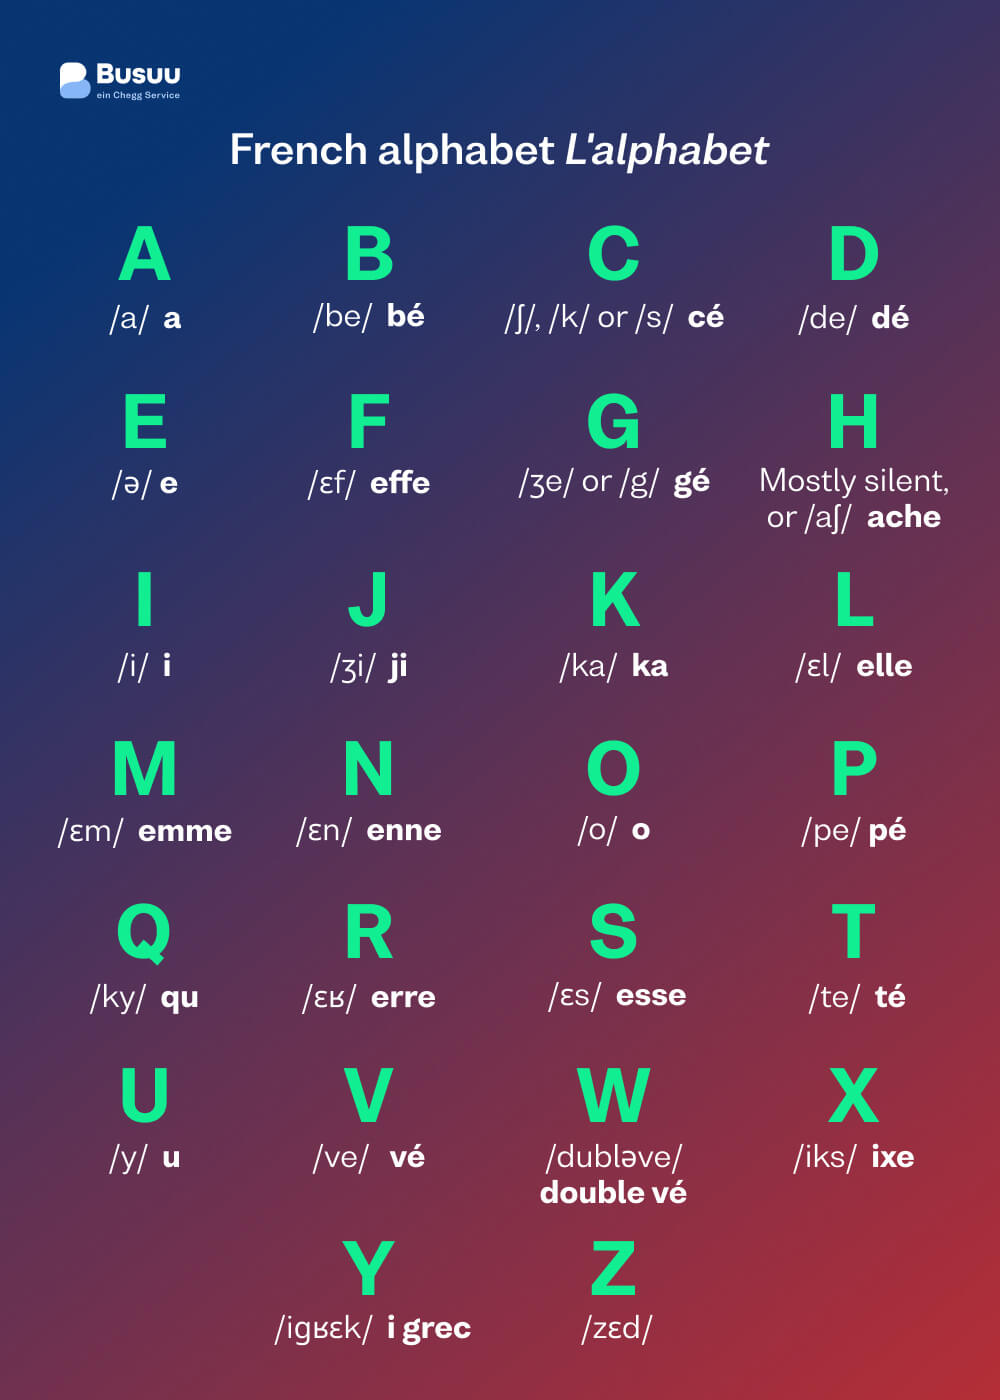 Busuu
ein Chegg Service
French alphabet L'alphabet
A B C D
/a/ a /be/ bé /ʃ/, /k/ or /s/ cé /de/ dé
E F G H
/ə/ e /ɛf/ effe /ʒe/ or /g/ gé Mostly silent,
or /aʃ/ ache
I J K L
/i/ i /ʒi/ ji /ka/ ka /ɛl/ elle
M N O P
/ɛm/ emme /ɛn/ enne /o/ o /pe/ pé
Q R S T
/ky/ qu /ɛʁ/ erre /ɛs/ esse /te/ té
U V W X
/y/ u /ve/ vé /dubləve/ /iks/ ixe
double vé
Y Z
/igʁɛk/ i grec /zɛd/